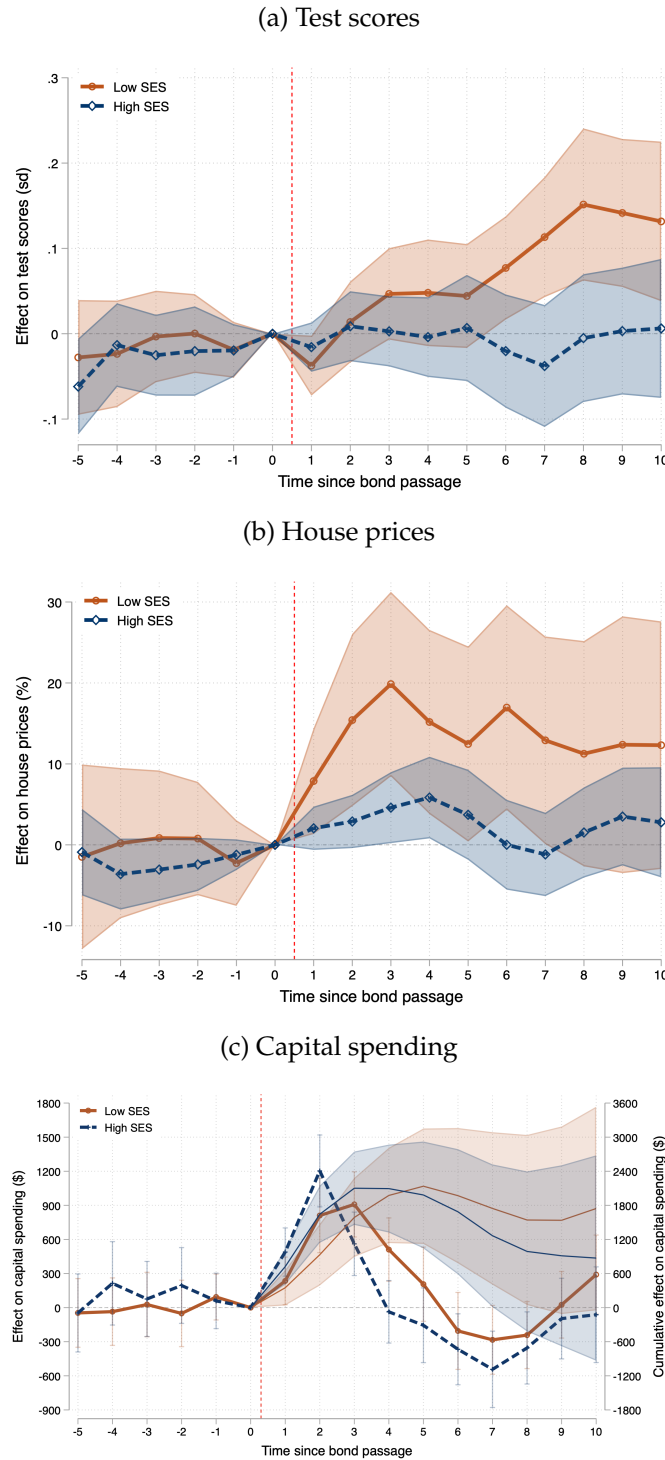 (a) Test scores
.3
.2
.1
0
-.1
Effect on test scores (sd)
Low SES
High SES
-5 -4 -3 -2 -1 0 1 2 3 4 5 6 7 8 9 10
Time since bond passage
(b) House prices
30
20
10
0
-10
Effect on house prices (%)
Low SES
High SES
-5 -4 -3 -2 -1 0 1 2 3 4 5 6 7 8 9 10
Time since bond passage
(c) Capital spending
1800
1500
1200
900
600
300
0
-300
-600
-900
Effect on capital spending ($)
Low SES
High SES
3600
3000
2400
1800
1200
600
0
-600
-1200
-1800
Cumulative effect on capital spending ($)
-5 -4 -3 -2 -1 0 1 2 3 4 5 6 7 8 9 10
Time since bond passage